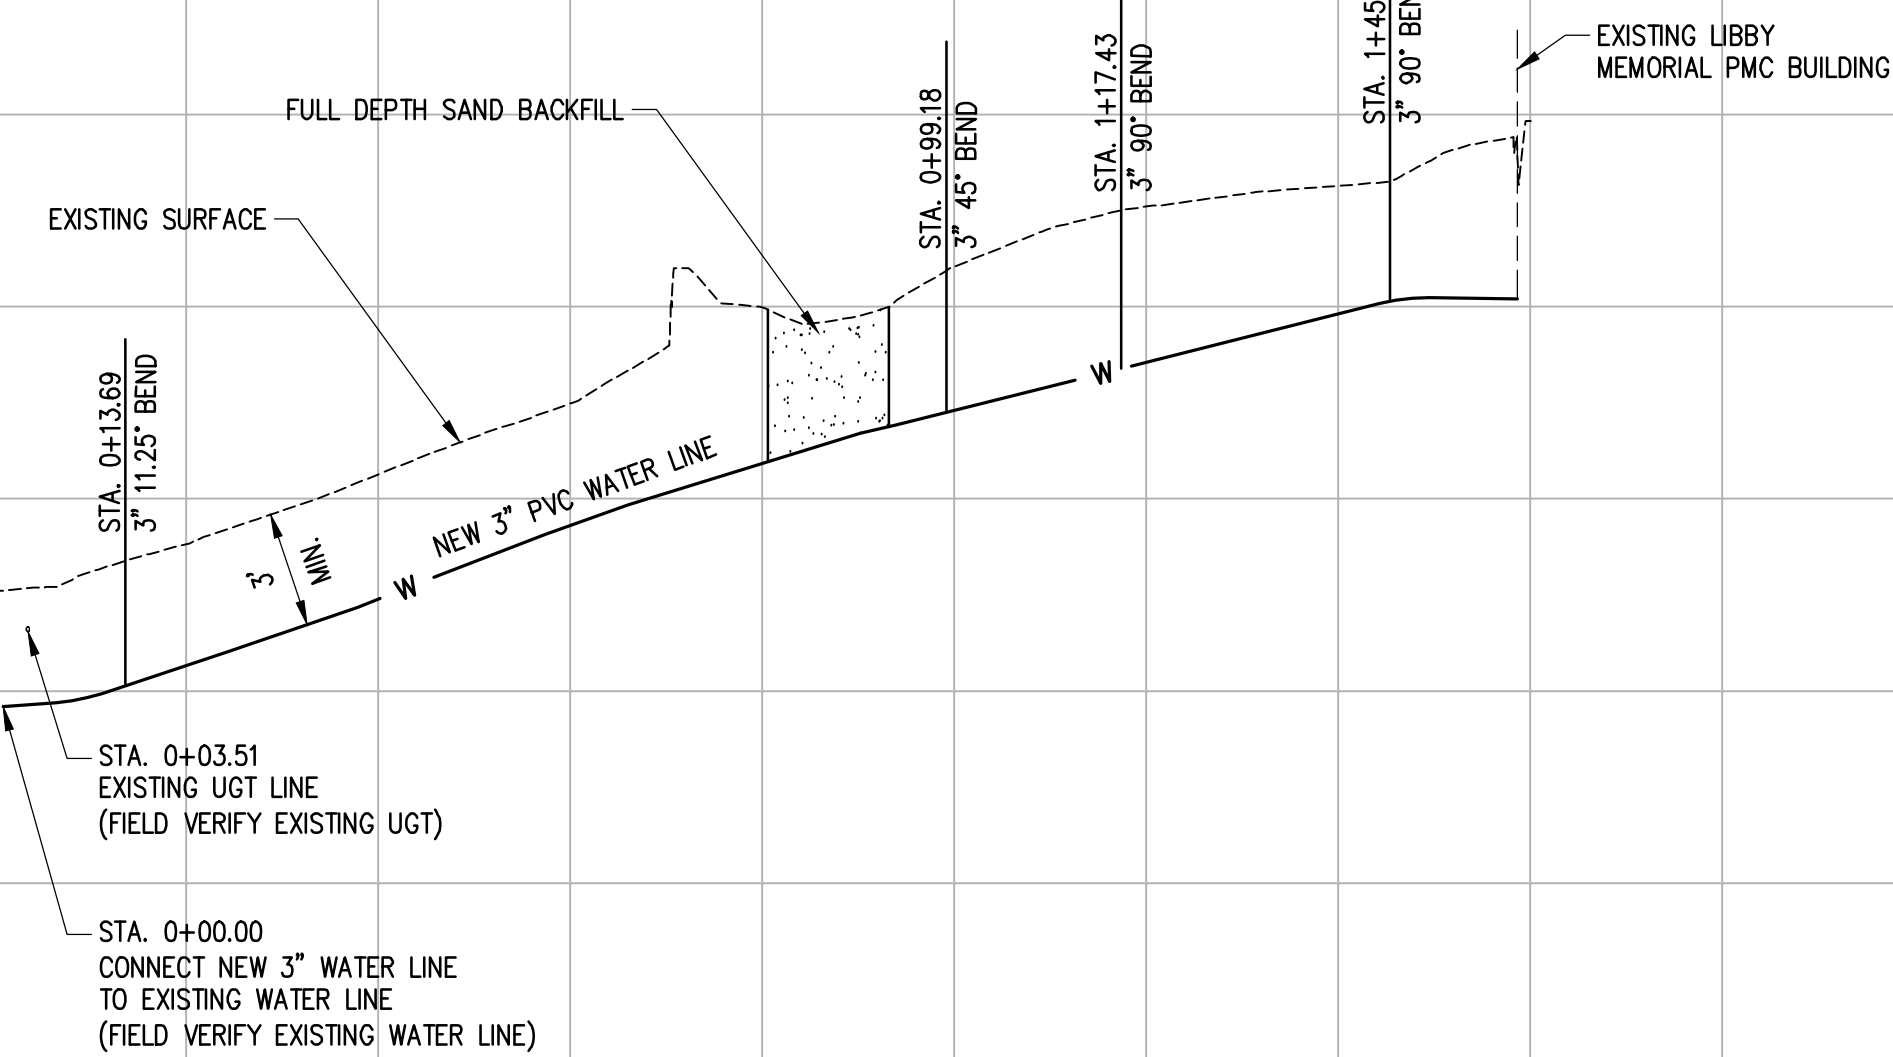 EXISTING LIBBY
MEMORIAL PMC BUILDING
STA. 1+45
3" 90°
STA. 1+17.43
3" 90° BEND
STA. 0+99.18
3" 45° BEND
FULL DEPTH SAND BACKFILL
EXISTING SURFACE
STA. 0+13.69
3" 11.25° BEND
W
NEW 3" PVC WATER LINE
3'
MIN.
W
STA. 0+03.51
EXISTING UGT LINE
(FIELD VERIFY EXISTING UGT)
STA. 0+00.00
CONNECT NEW 3" WATER LINE
TO EXISTING WATER LINE
(FIELD VERIFY EXISTING WATER LINE)